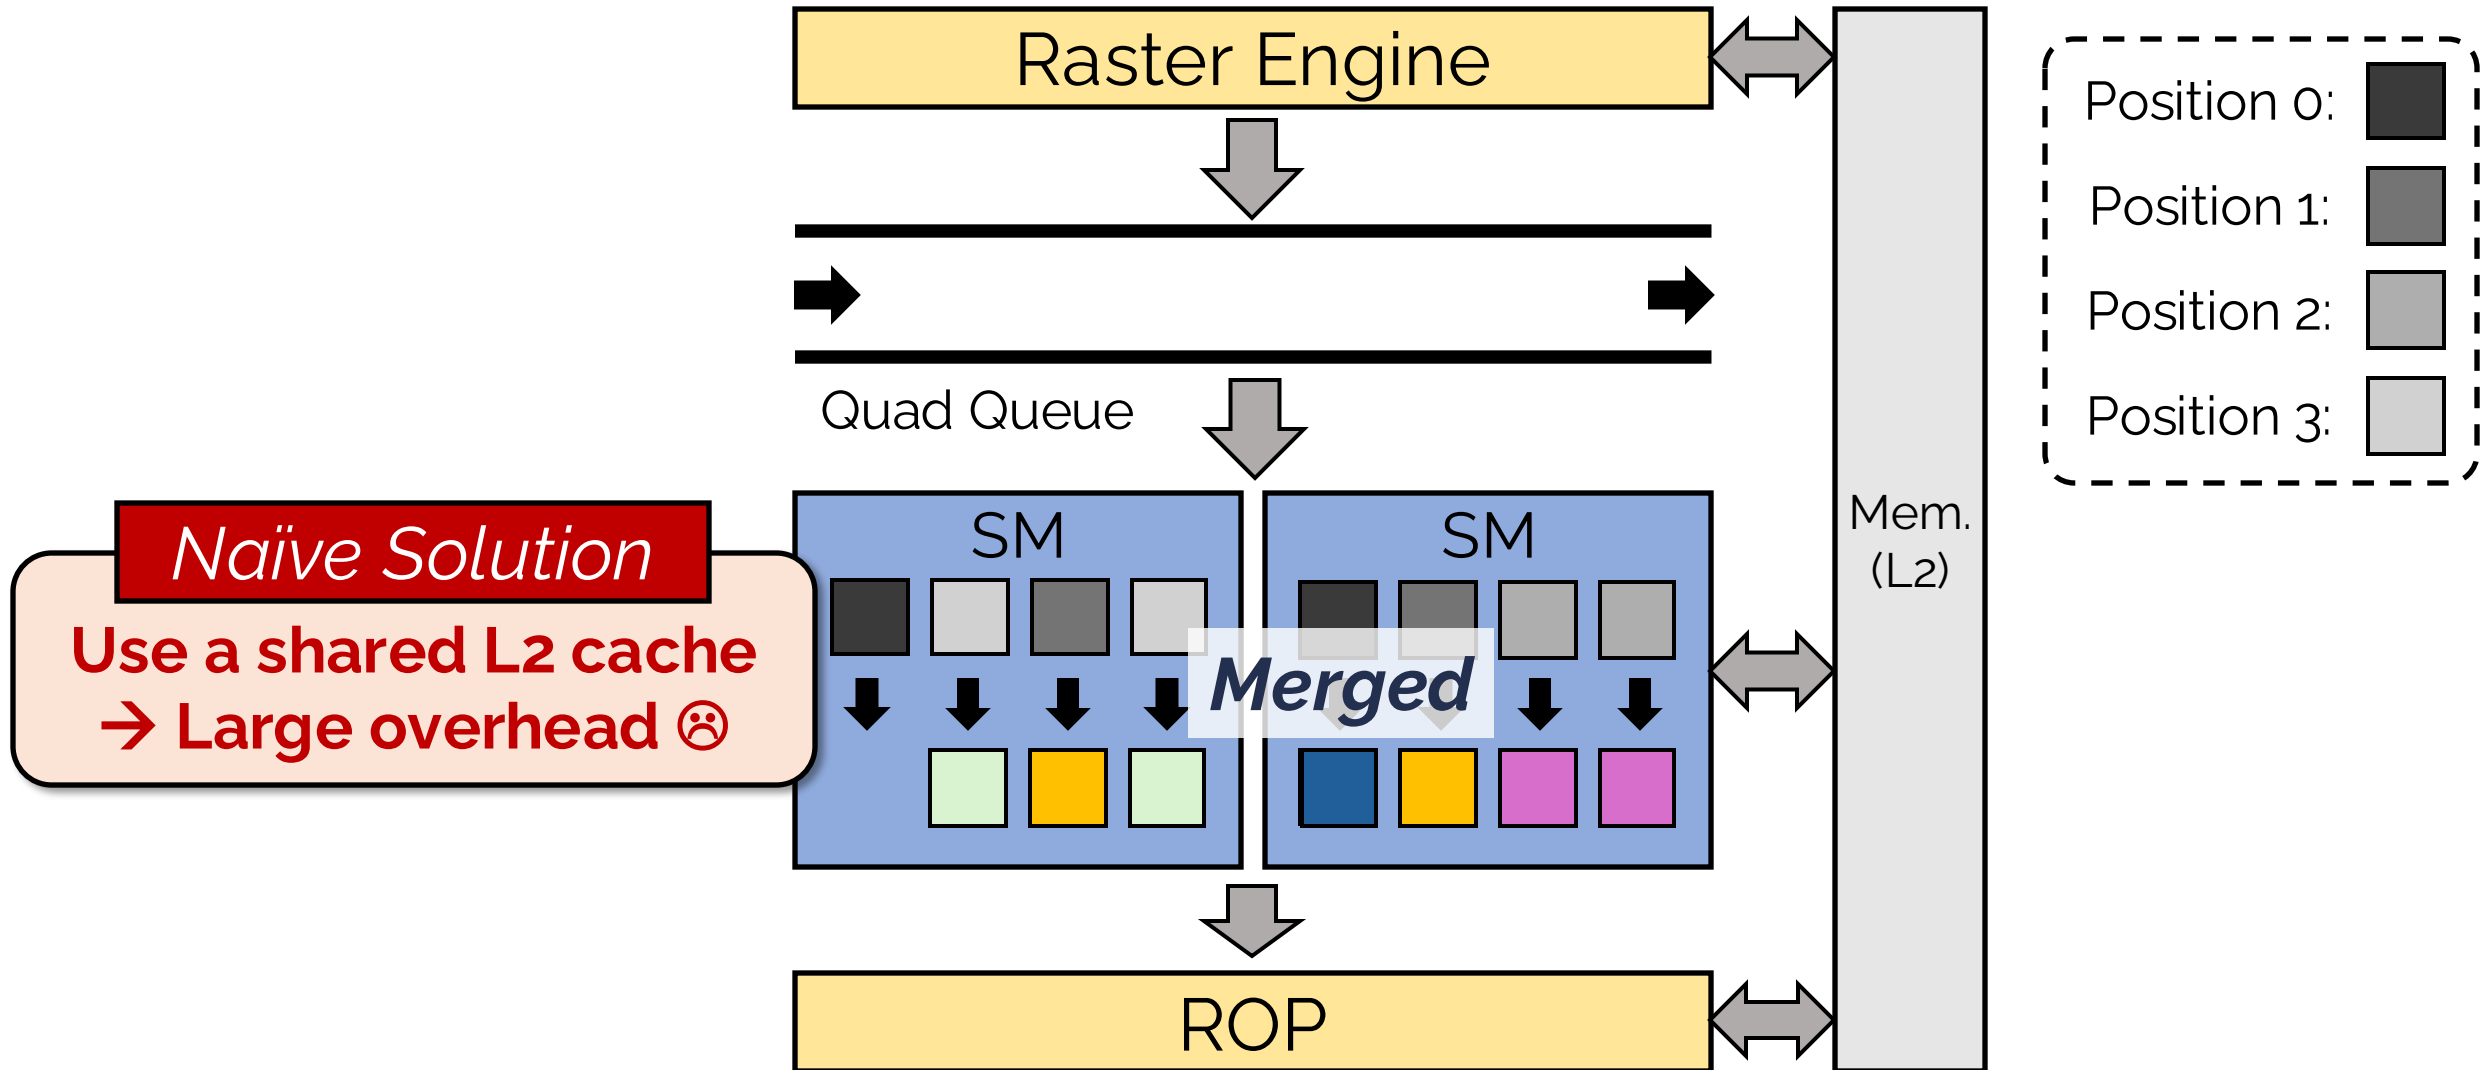 Raster Engine
Quad Queue
SM
SM
Merged
ROP
Mem.
(L2)
Position 0:
Position 1:
Position 2:
Position 3:
Naïve Solution
Use a shared L2 cache
→ Large overhead ☹